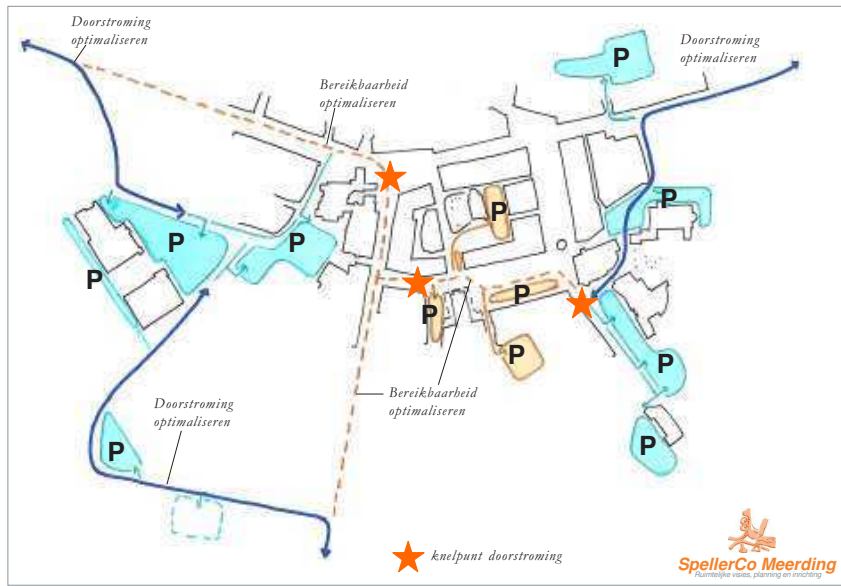 Doorstroming
optimaliseren
Bereikbaarheid
optimaliseren
Doorstroming
optimaliseren
P
P
P
P
P
P
P
P
P
P
P
P
Bereikbaarheid
optimaliseren
Doorstroming
optimaliseren
P
knelpunt doorstroming
SpellerCo Meerding
Ruimtelijke visies, planning en inrichting